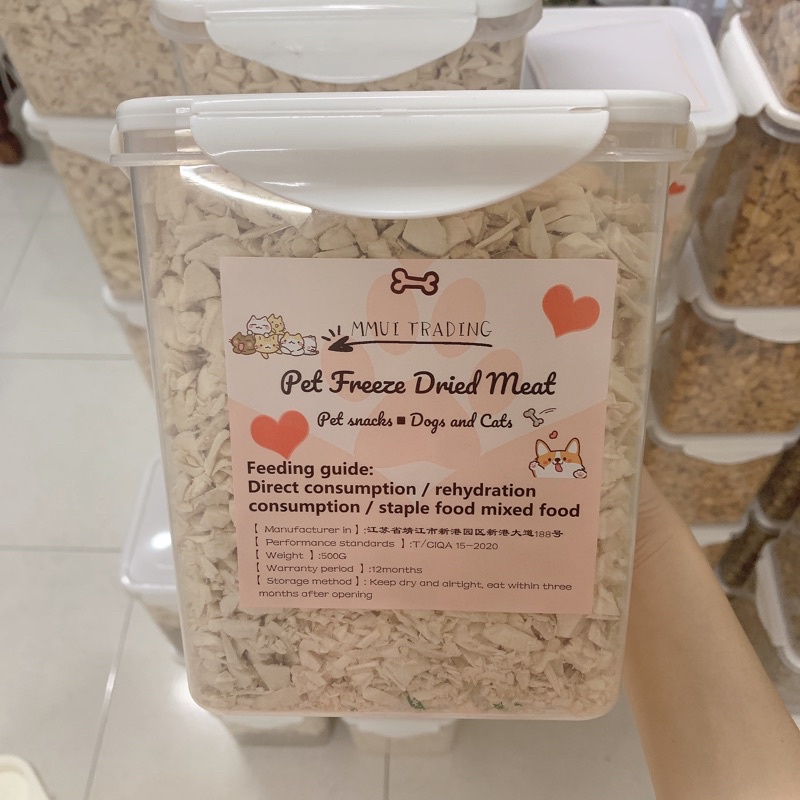 MMUI TRADING
Pet Freeze Dried Meat
Pet snacks ■ Dogs and Cats
Feeding guide:
Direct consumption / rehydration
consumption / staple food mixed food
【 Manufacturer in 】:江苏省靖江市新港园区新港大道188号
【 Performance standards 】:T/CIQA 15-2020
【 Weight 】:500G
【 Warranty period 】:12months
【 Storage method 】: Keep dry and airtight, eat within three
months after opening